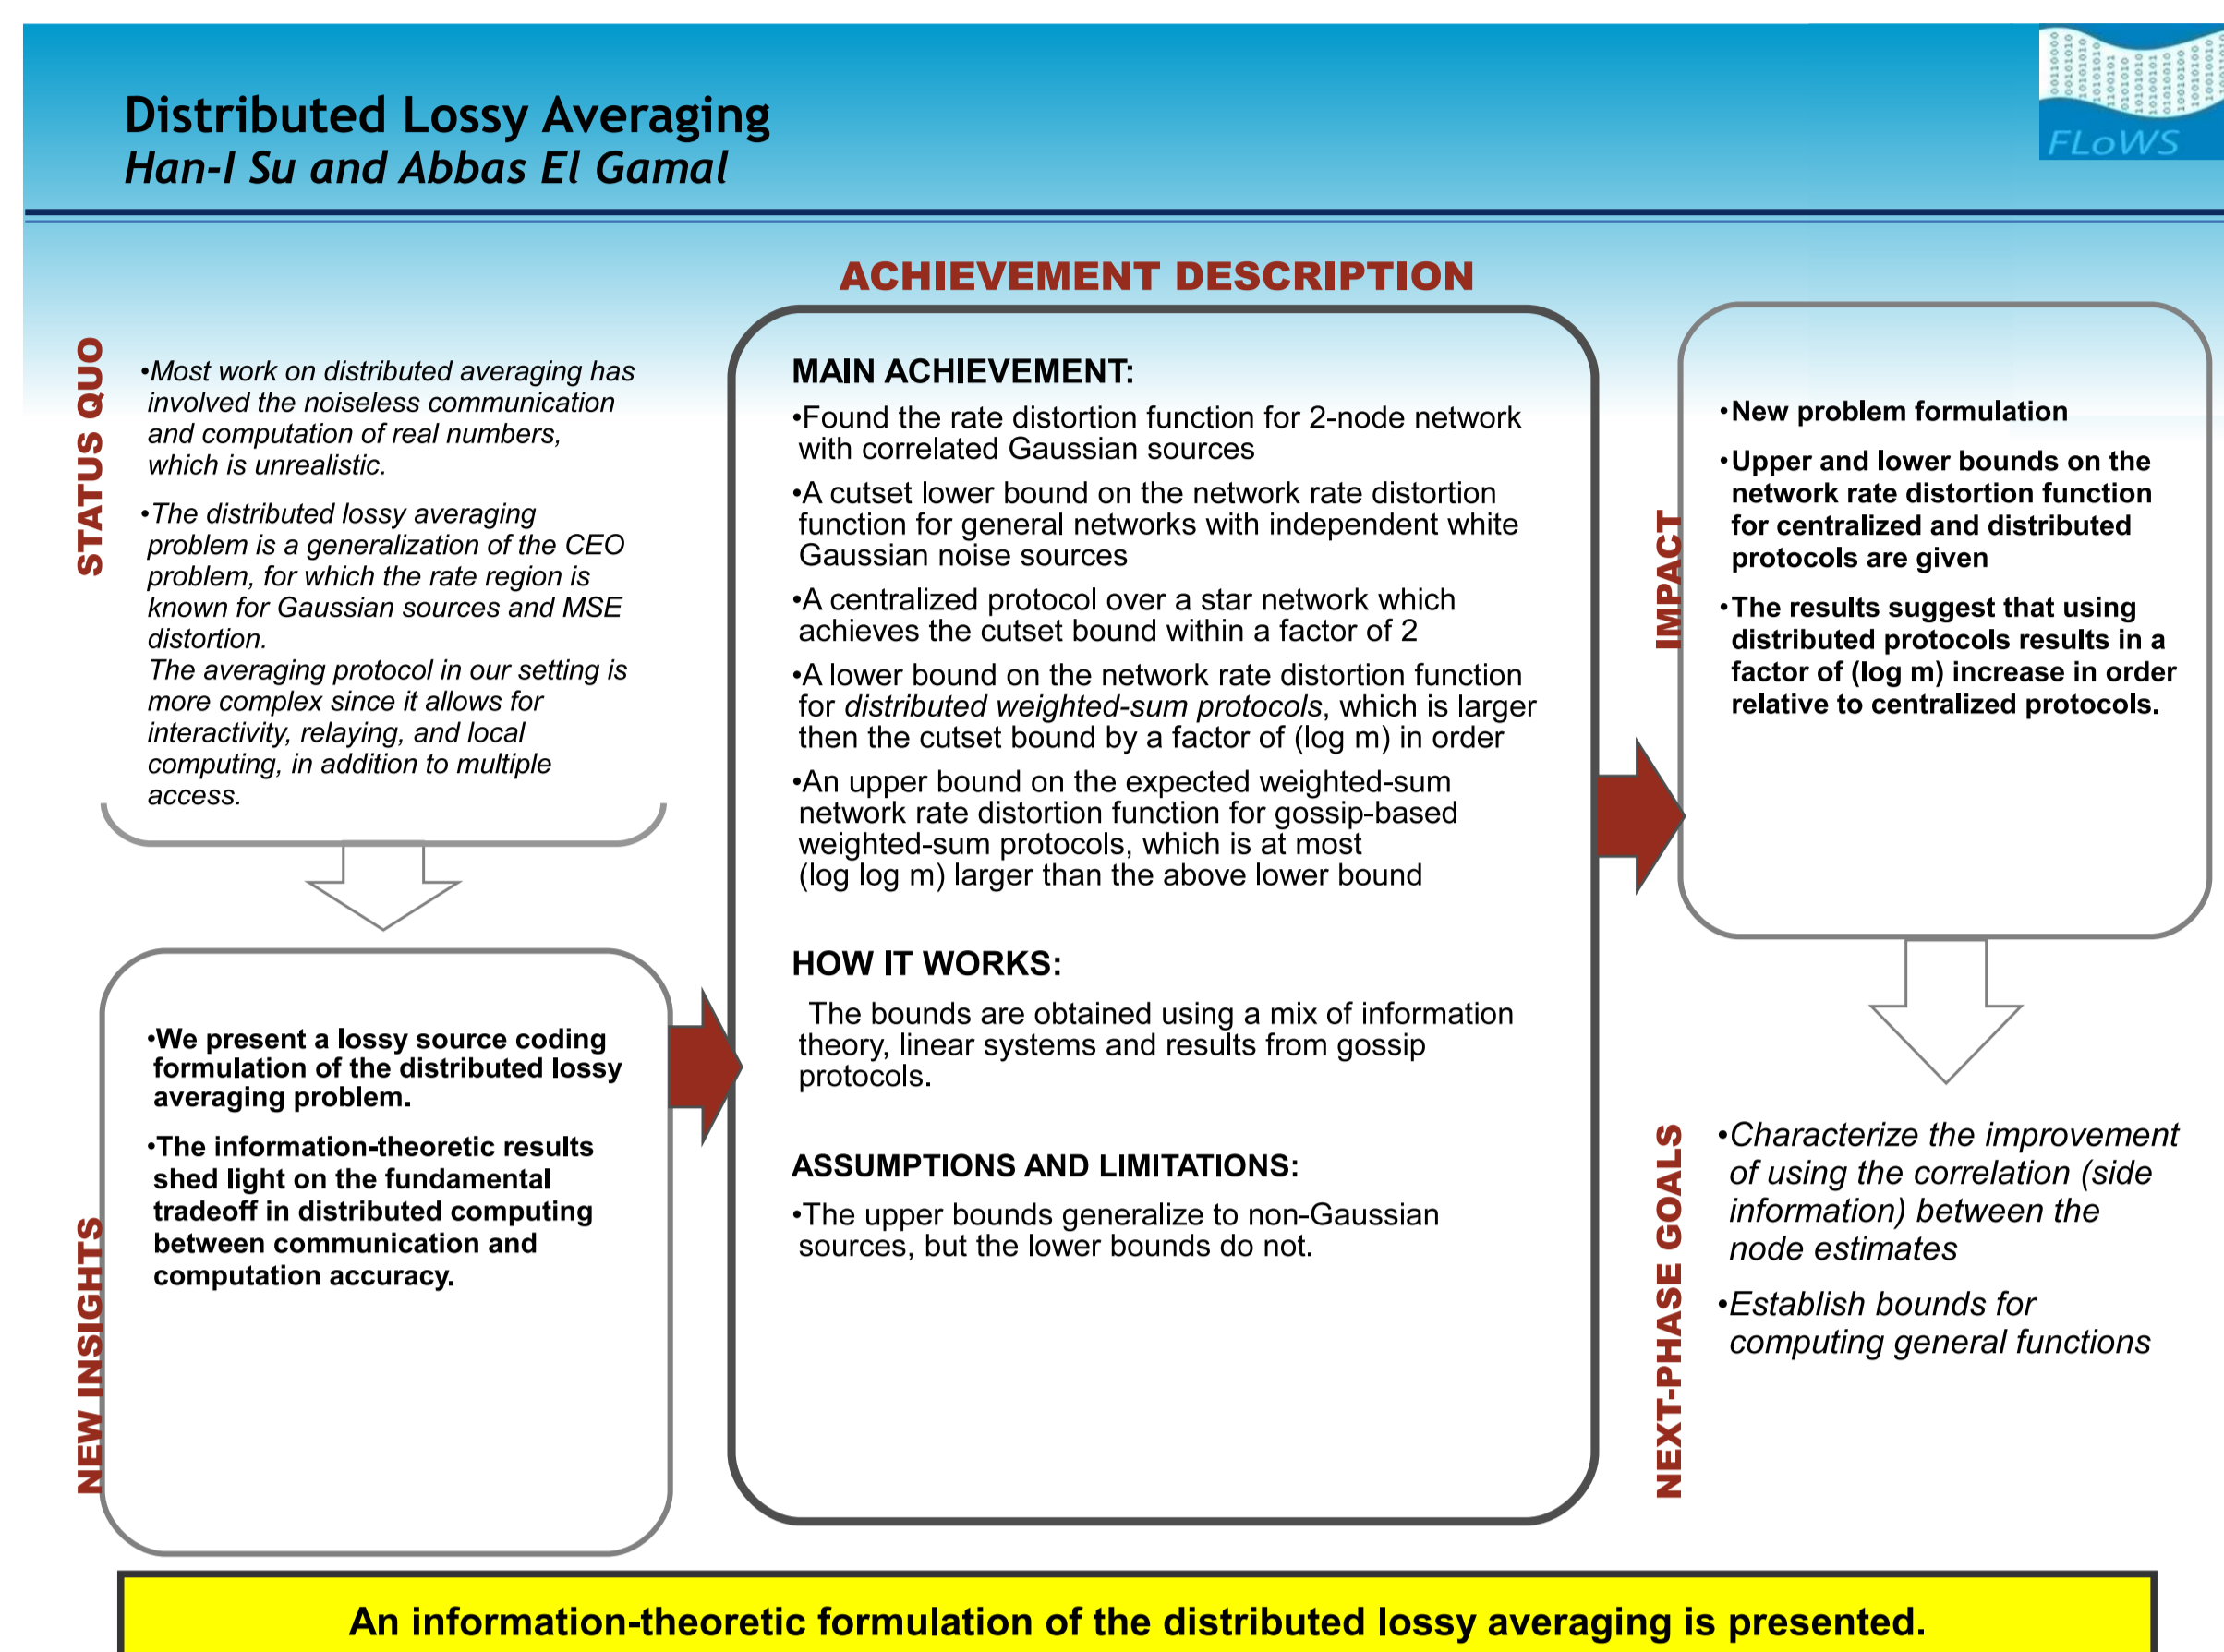 Distributed Lossy Averaging
Han-I Su and Abbas El Gamal
FLoWS
ACHIEVEMENT DESCRIPTION
STATUS QUO
•Most work on distributed averaging has
involved the noiseless communication
and computation of real numbers,
which is unrealistic.
•The distributed lossy averaging
problem is a generalization of the CEO
problem, for which the rate region is
known for Gaussian sources and MSE
distortion.
The averaging protocol in our setting is
more complex since it allows for
interactivity, relaying, and local
computing, in addition to multiple
access.
NEW INSIGHTS
•We present a lossy source coding
formulation of the distributed lossy
averaging problem.
•The information-theoretic results
shed light on the fundamental
tradeoff in distributed computing
between communication and
computation accuracy.
MAIN ACHIEVEMENT:
•Found the rate distortion function for 2-node network
with correlated Gaussian sources
•A cutset lower bound on the network rate distortion
function for general networks with independent white
Gaussian noise sources
•A centralized protocol over a star network which
achieves the cutset bound within a factor of 2
•A lower bound on the network rate distortion function
for distributed weighted-sum protocols, which is larger
then the cutset bound by a factor of (log m) in order
•An upper bound on the expected weighted-sum
network rate distortion function for gossip-based
weighted-sum protocols, which is at most
(log log m) larger than the above lower bound
HOW IT WORKS:
The bounds are obtained using a mix of information
theory, linear systems and results from gossip
protocols.
ASSUMPTIONS AND LIMITATIONS:
•The upper bounds generalize to non-Gaussian
sources, but the lower bounds do not.
IMPACT
•New problem formulation
•Upper and lower bounds on the
network rate distortion function
for centralized and distributed
protocols are given
•The results suggest that using
distributed protocols results in a
factor of (log m) increase in order
relative to centralized protocols.
NEXT-PHASE GOALS
•Characterize the improvement
of using the correlation (side
information) between the
node estimates
•Establish bounds for
computing general functions
An information-theoretic formulation of the distributed lossy averaging is presented.